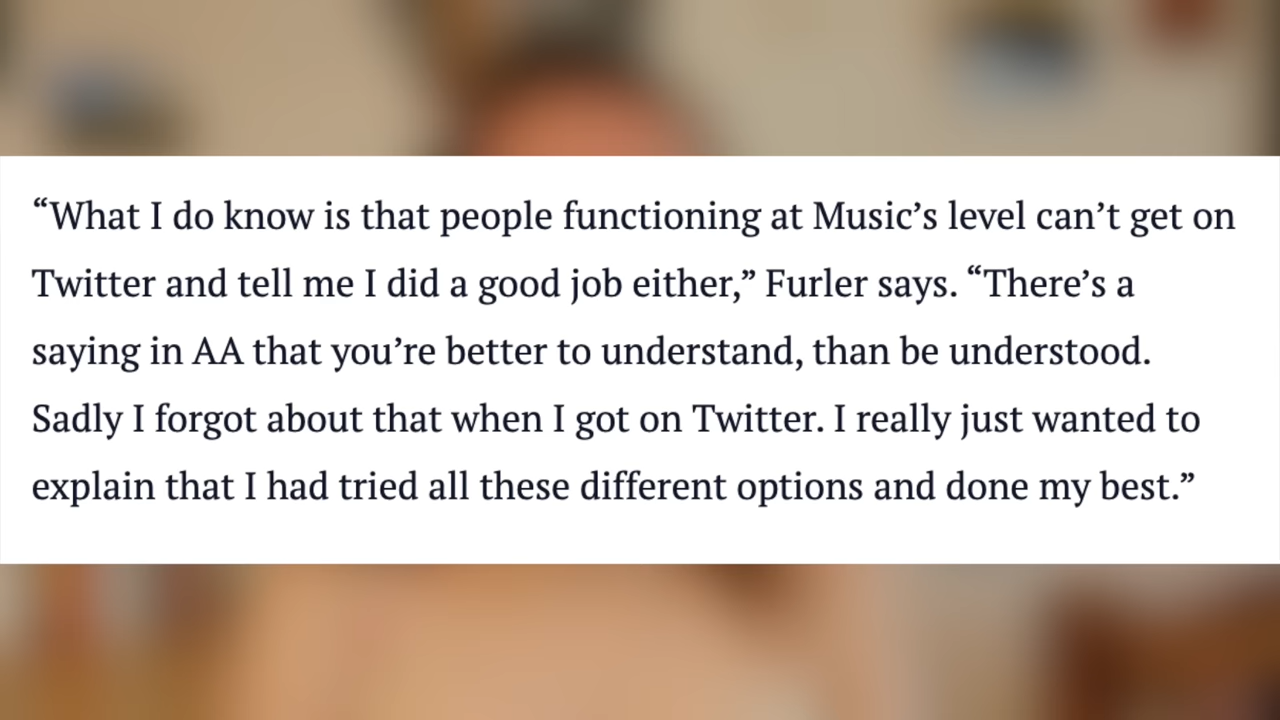 “What I do know is that people functioning at Music’s level can’t get on
Twitter and tell me I did a good job either,” Furler says. “There’s a
saying in AA that you’re better to understand, than be understood.
Sadly I forgot about that when I got on Twitter. I really just wanted to
explain that I had tried all these different options and done my best.”